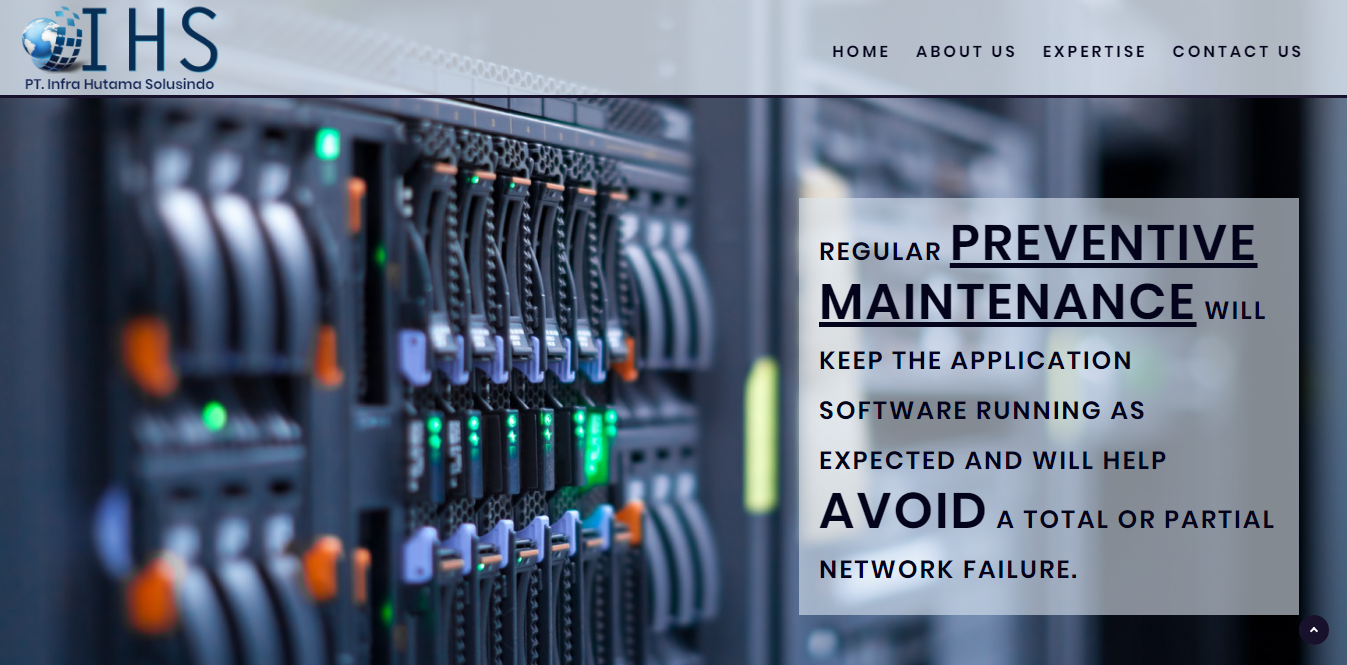 IHS
PT. Infra Hutama Solusindo
HOME ABOUT US EXPERTISE CONTACT US
REGULAR PREVENTIVE
MAINTENANCE WILL
KEEP THE APPLICATION
SOFTWARE RUNNING AS
EXPECTED AND WILL HELP
AVOID A TOTAL OR PARTIAL
NETWORK FAILURE.